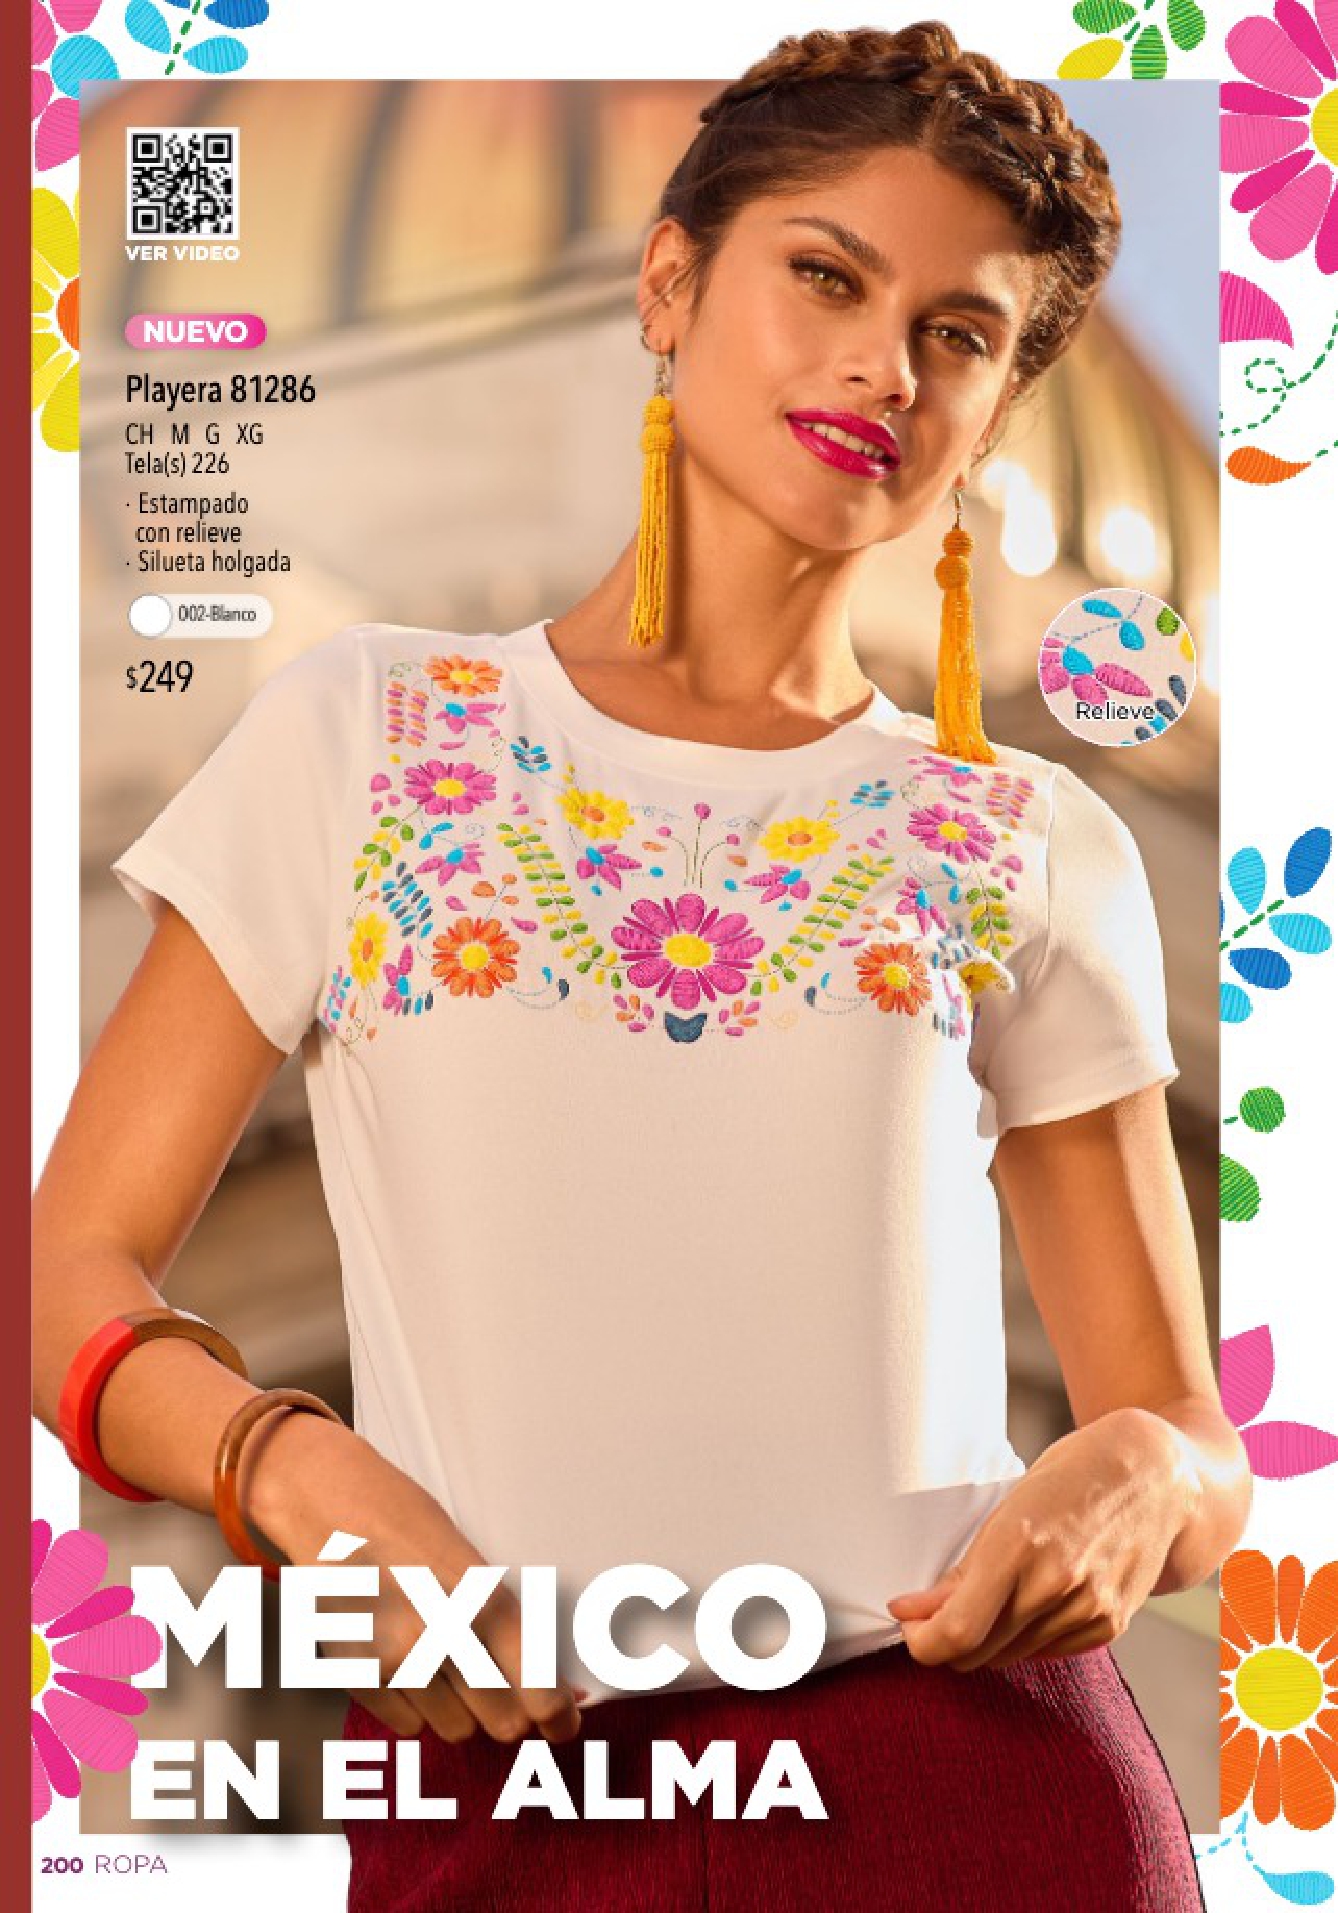 VER VIDEO
NUEVO
Playera 81286
CH M G XG
Tela(s) 226
· Estampado
con relieve
· Silueta holgada
002-Blanco
$249
Relieve
MÉXICO
EN EL ALMA
200 ROPA